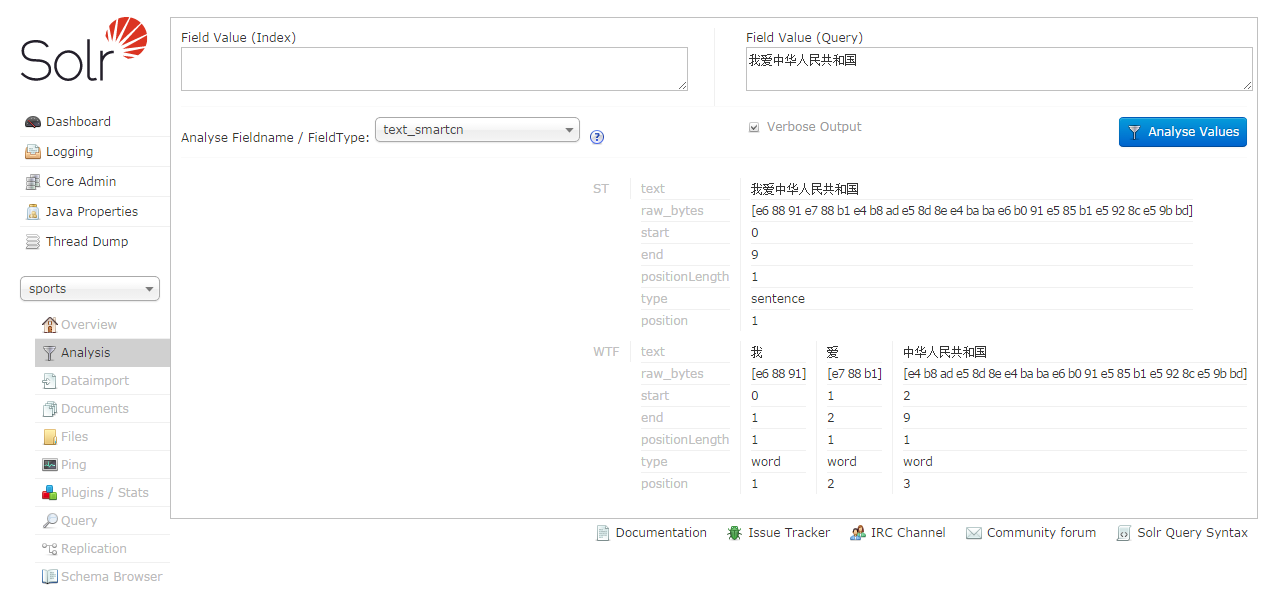 Solr
Field Value (Index)
Field Value (Query)
我爱中华人民共和国
Analyse Fieldname / FieldType: text_smartcn ?
Verbose Output
Analyse Values
Dashboard
Logging
Core Admin
Java Properties
Thread Dump
sports
Overview
Analysis
Dataimport
Documents
Files
Ping
Plugins / Stats
Query
Replication
Schema Browser
ST text 我爱中华人民共和国
raw_bytes [e6 88 91 e7 88 b1 e4 b8 ad e5 8d 8e e4 ba ba e6 b0 91 e5 85 b1 e5 92 8c e5 9b bd]
start 0
end 9
positionLength 1
type sentence
position 1
WTF text 我 爱 中华人民共和国
raw_bytes [e6 88 91] [e7 88 b1] [e4 b8 ad e5 8d 8e e4 ba ba e6 b0 91 e5 85 b1 e5 92 8c e5 9b bd]
start 0 1 2
end 1 2 9
positionLength 1 1 1
type word word word
position 1 2 3
Documentation Issue Tracker IRC Channel Community forum Solr Query Syntax